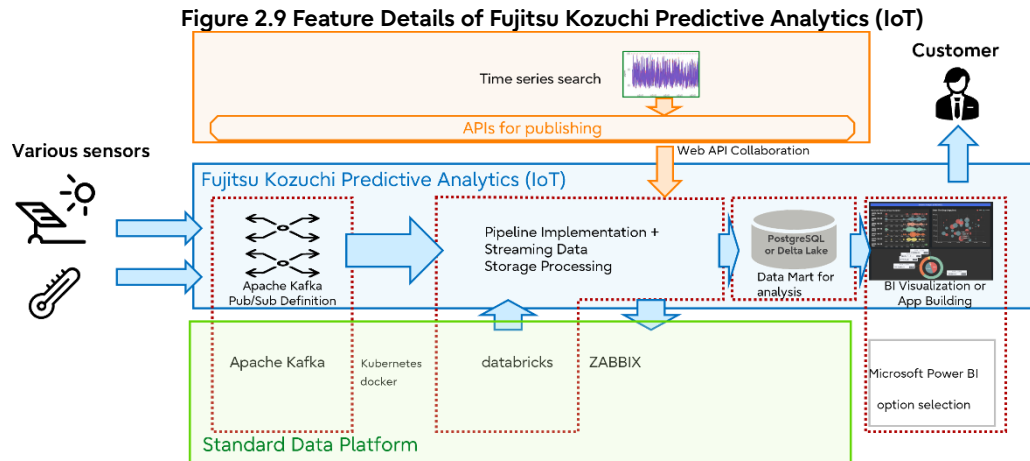 Figure 2.9 Feature Details of Fujitsu Kozuchi Predictive Analytics (IoT)
Customer
Time series search
APIs for publishing
Web API Collaboration
Various sensors
Fujitsu Kozuchi Predictive Analytics (IoT)
Apache Kafka
Pub/Sub Definition
Pipeline Implementation +
Streaming Data
Storage Processing
PostgreSQL
or Delta Lake
Data Mart for
analysis
BI Visualization or
App Building
Apache Kafka
Kubernetes
docker
databricks
ZABBIX
Microsoft Power BI
option selection
Standard Data Platform